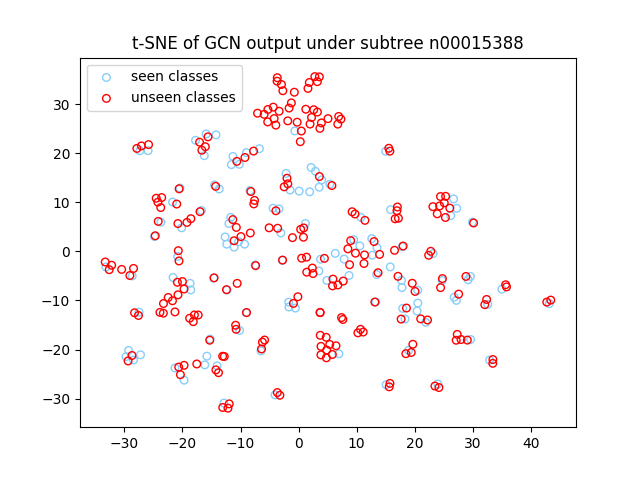 t-SNE of GCN output under subtree n00015388
seen classes
unseen classes
30
20
10
0
−10
−20
−30
−30 −20 −10 0 10 20 30 40